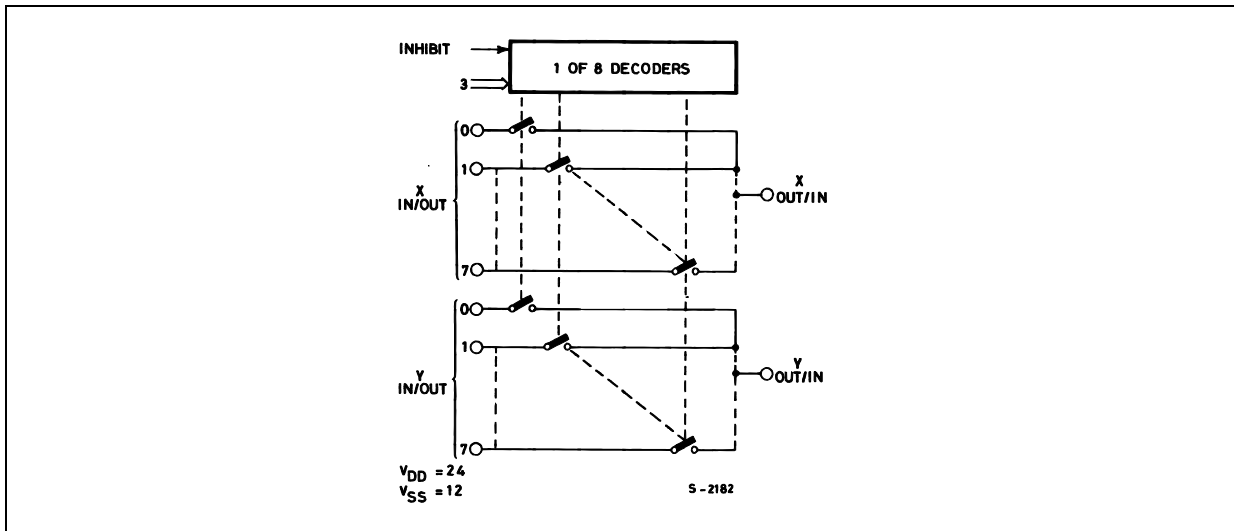 INHIBIT
1 OF 8 DECODERS
3
0
1
X
IN/OUT
X
OUT/IN
7
0
1
Y
IN/OUT
Y
OUT/IN
7
VDD = 24
VSS = 12
S-2182